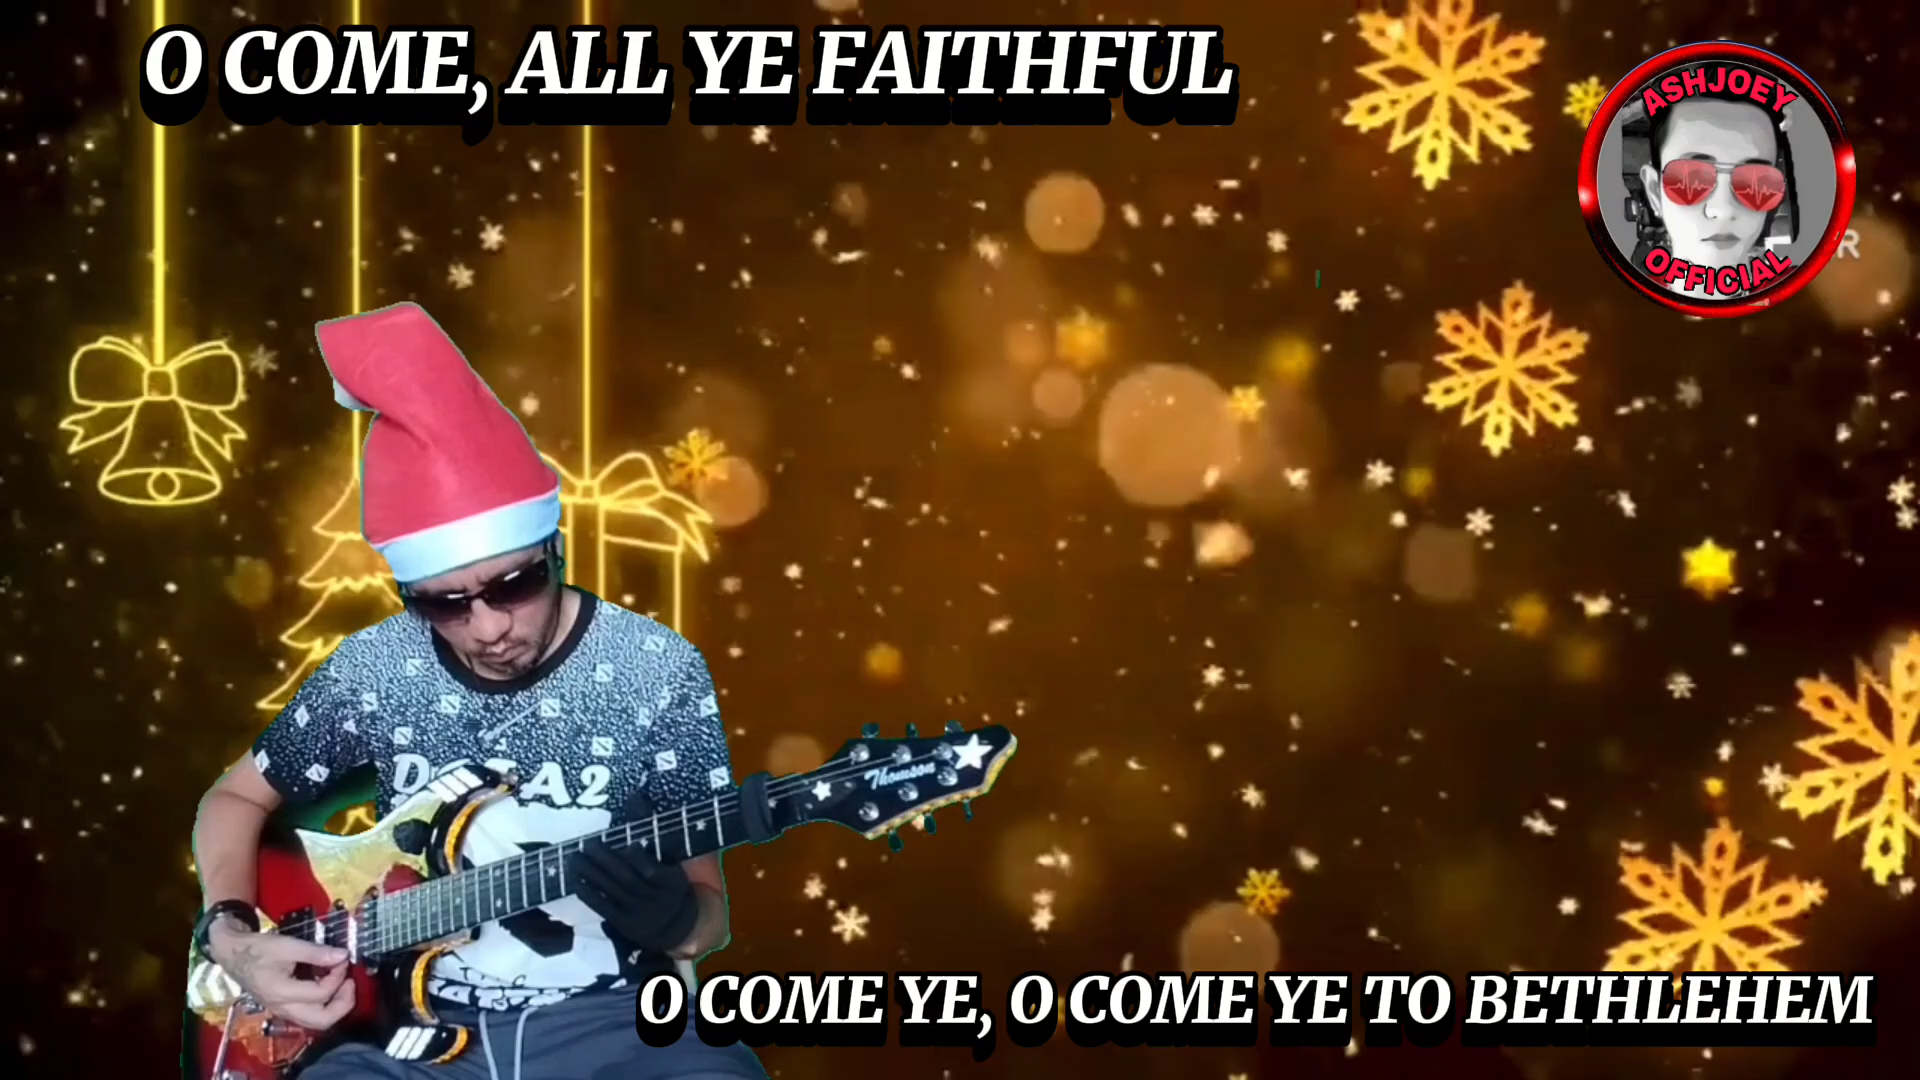 O COME, ALL YE FAITHFUL
ASHJOEY
OFFICIAL
R
Thomson
O COME YE, O COME YE TO BETHLEHEM